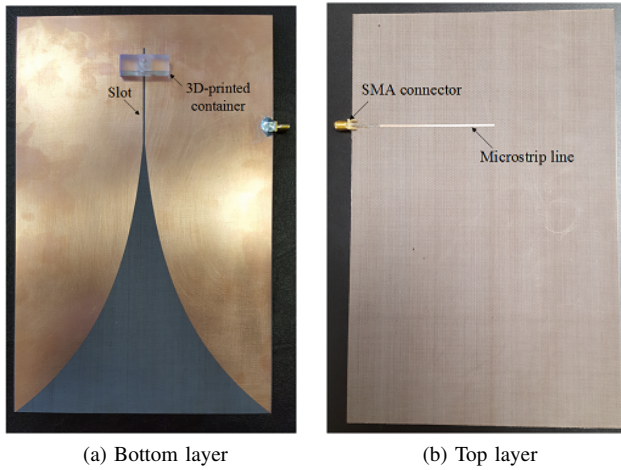 Slot
3D-printed
container
SMA connector
Microstrip line
(a) Bottom layer
(b) Top layer